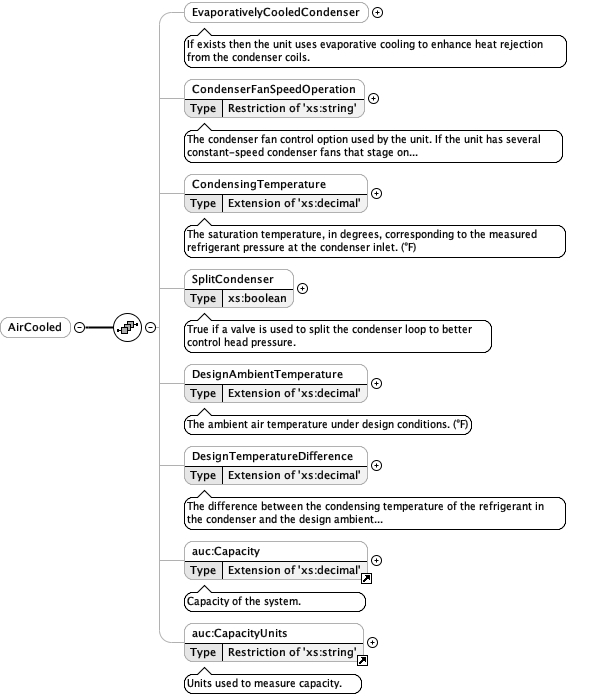 EvaporativelyCooledCondenser
If exists then the unit uses evaporative cooling to enhance heat rejection
from the condenser coils.
CondenserFanSpeedOperation
Type Restriction of 'xs:string'
The condenser fan control option used by the unit. If the unit has several
constant-speed condenser fans that stage on...
CondensingTemperature
Type Extension of 'xs:decimal'
The saturation temperature, in degrees, corresponding to the measured
refrigerant pressure at the condenser inlet. (°F)
SplitCondenser
Type xs:boolean
AirCooled
True if a valve is used to split the condenser loop to better
control head pressure.
DesignAmbientTemperature
Type Extension of 'xs:decimal'
The ambient air temperature under design conditions. (°F)
DesignTemperatureDifference
Type Extension of 'xs:decimal'
The difference between the condensing temperature of the refrigerant in
the condenser and the design ambient...
auc:Capacity
Type Extension of 'xs:decimal'
Capacity of the system.
auc:CapacityUnits
Type Restriction of 'xs:string'
Units used to measure capacity.